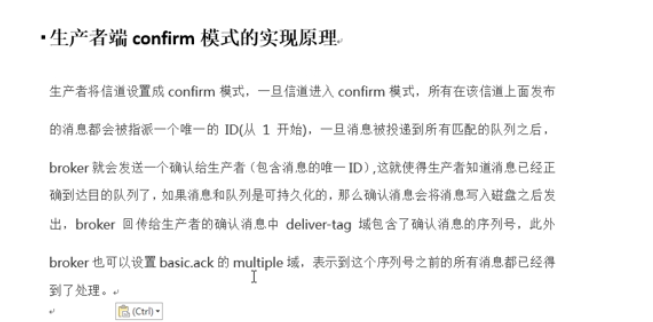 ▪生产者端 confirm 模式的实现原理
生产者将信道设置成 confirm 模式，一旦信道进入 confirm 模式，所有在该信道上面发布
的消息都会被指派一个唯一的 ID(从 1 开始)，一旦消息被投递到所有匹配的队列之后，
broker 就会发送一个确认给生产者（包含消息的唯一 ID）,这就使得生产者知道消息已经正
确到达目的队列了，如果消息和队列是可持久化的，那么确认消息会将消息写入磁盘之后发
出，broker 回传给生产者的确认消息中 deliver-tag 域包含了确认消息的序列号，此外
broker 也可以设置 basic.ack 的 multiple 域，表示到这个序列号之前的所有消息都已经得
到了处理。
(Ctrl)